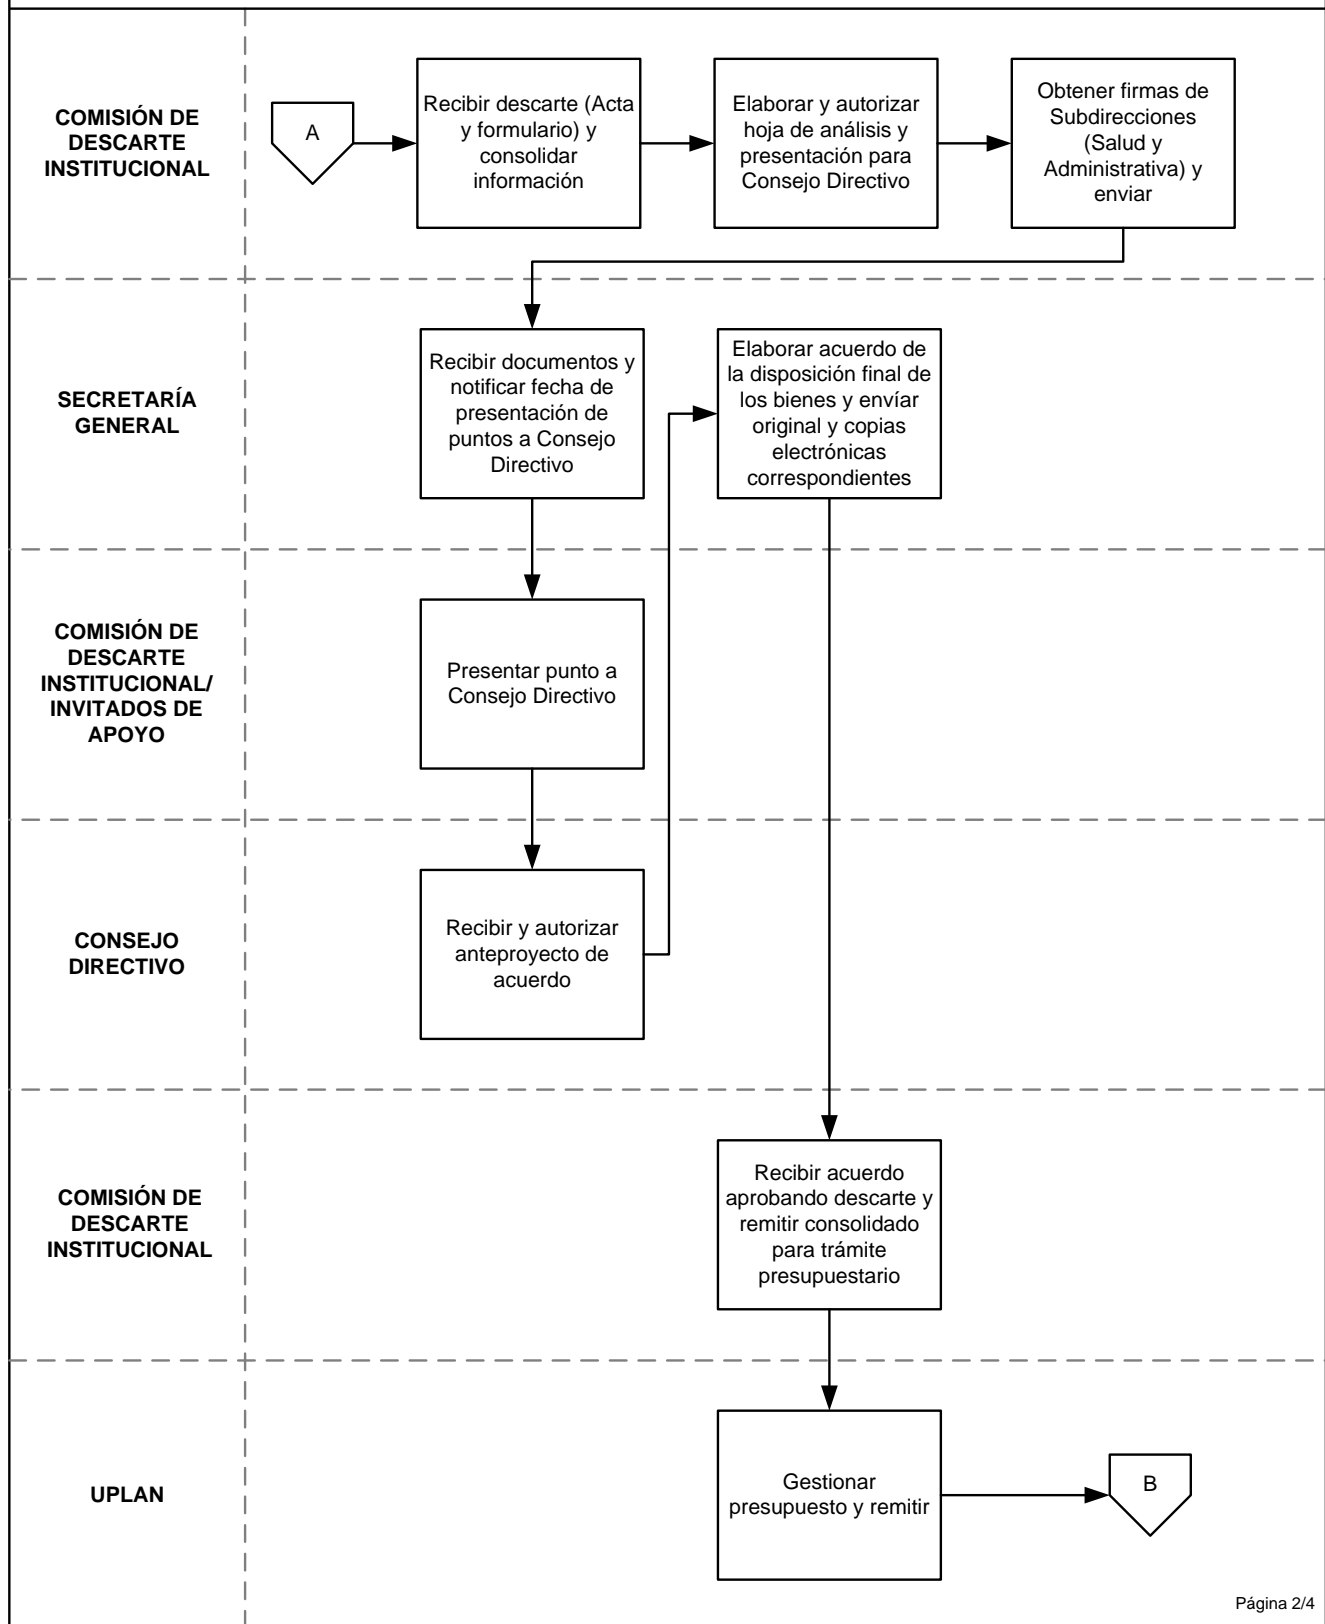 COMISIÓN DE
DESCARTE
INSTITUCIONAL
A
Recibir descarte (Acta
y formulario) y
consolidar
información
Elaborar y autorizar
hoja de análisis y
presentación para
Consejo Directivo
Obtener firmas de
Subdirecciones
(Salud y
Administrativa) y
enviar
SECRETARÍA
GENERAL
Recibir documentos y
notificar fecha de
presentación de
puntos a Consejo
Directivo
Elaborar acuerdo de
la disposición final de
los bienes y envíar
original y copias
electrónicas
correspondientes
COMISIÓN DE
DESCARTE
INSTITUCIONAL/
INVITADOS DE
APOYO
Presentar punto a
Consejo Directivo
CONSEJO
DIRECTIVO
Recibir y autorizar
anteproyecto de
acuerdo
COMISIÓN DE
DESCARTE
INSTITUCIONAL
Recibir acuerdo
aprobando descarte y
remitir consolidado
para trámite
presupuestario
UPLAN
Gestionar
presupuesto y remitir
B
Página 2/4